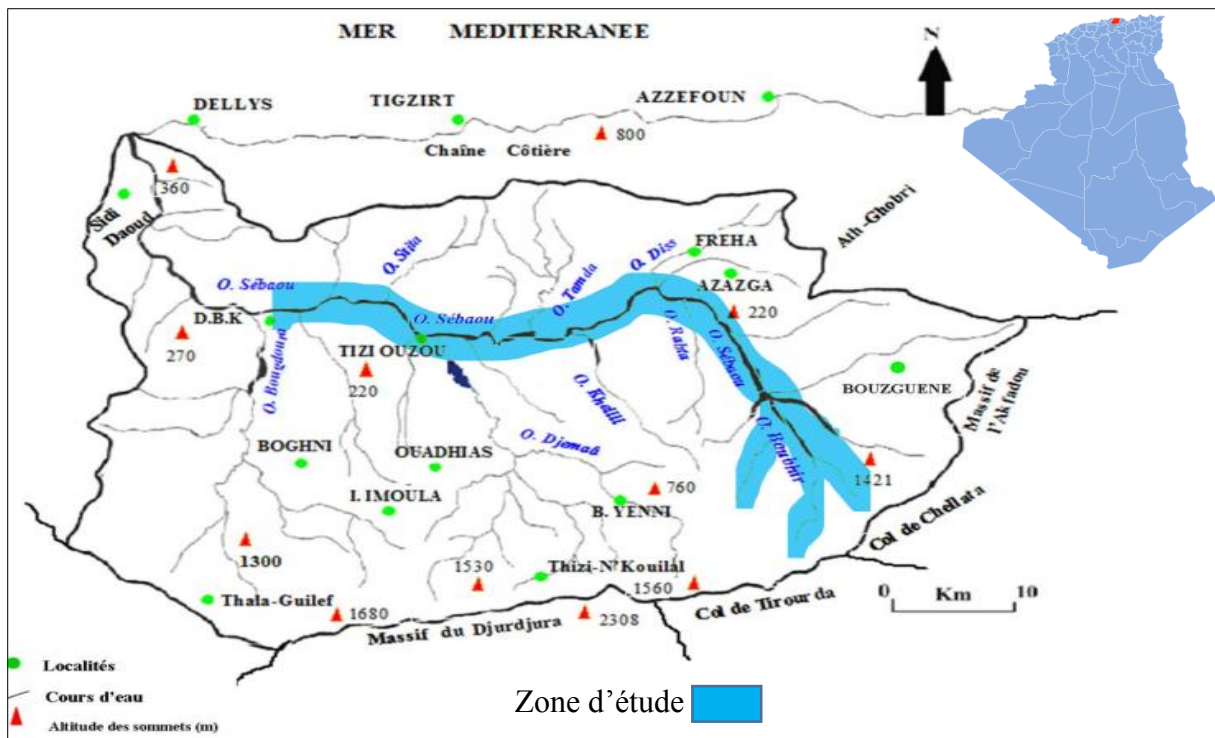 MER MEDITERRANEE
N
DELLYS
TIGZIRT
AZZEFOUN
800
Chaîne Côtière
360
Sidi Daoud
Ath-Ghobri
O. Stita
O. Diss
FREHA
O. Tamda
AZAZGA
O. Sébaou
220
D.B.K
O. Sébaou
O. Rabta
O. Sébaou
270
TIZI OUZOU
220
O. Bougdoura
BOUZGUENE
Massif de l'Akfadou
O. Khelili
O. Djemaâ
O. Boubhir
BOGHNI
OUADHIAS
1421
I. IMOULA
760
B. YENNI
Col de Chellata
1300
1530
Thizi-N'Kouilal
1560
0 Km 10
Thala-Guilef
1680
Massif du Djurdjura
2308
Col de Tirourda
Localités
Cours d'eau
Altitude des sommets (m)
Zone d'étude